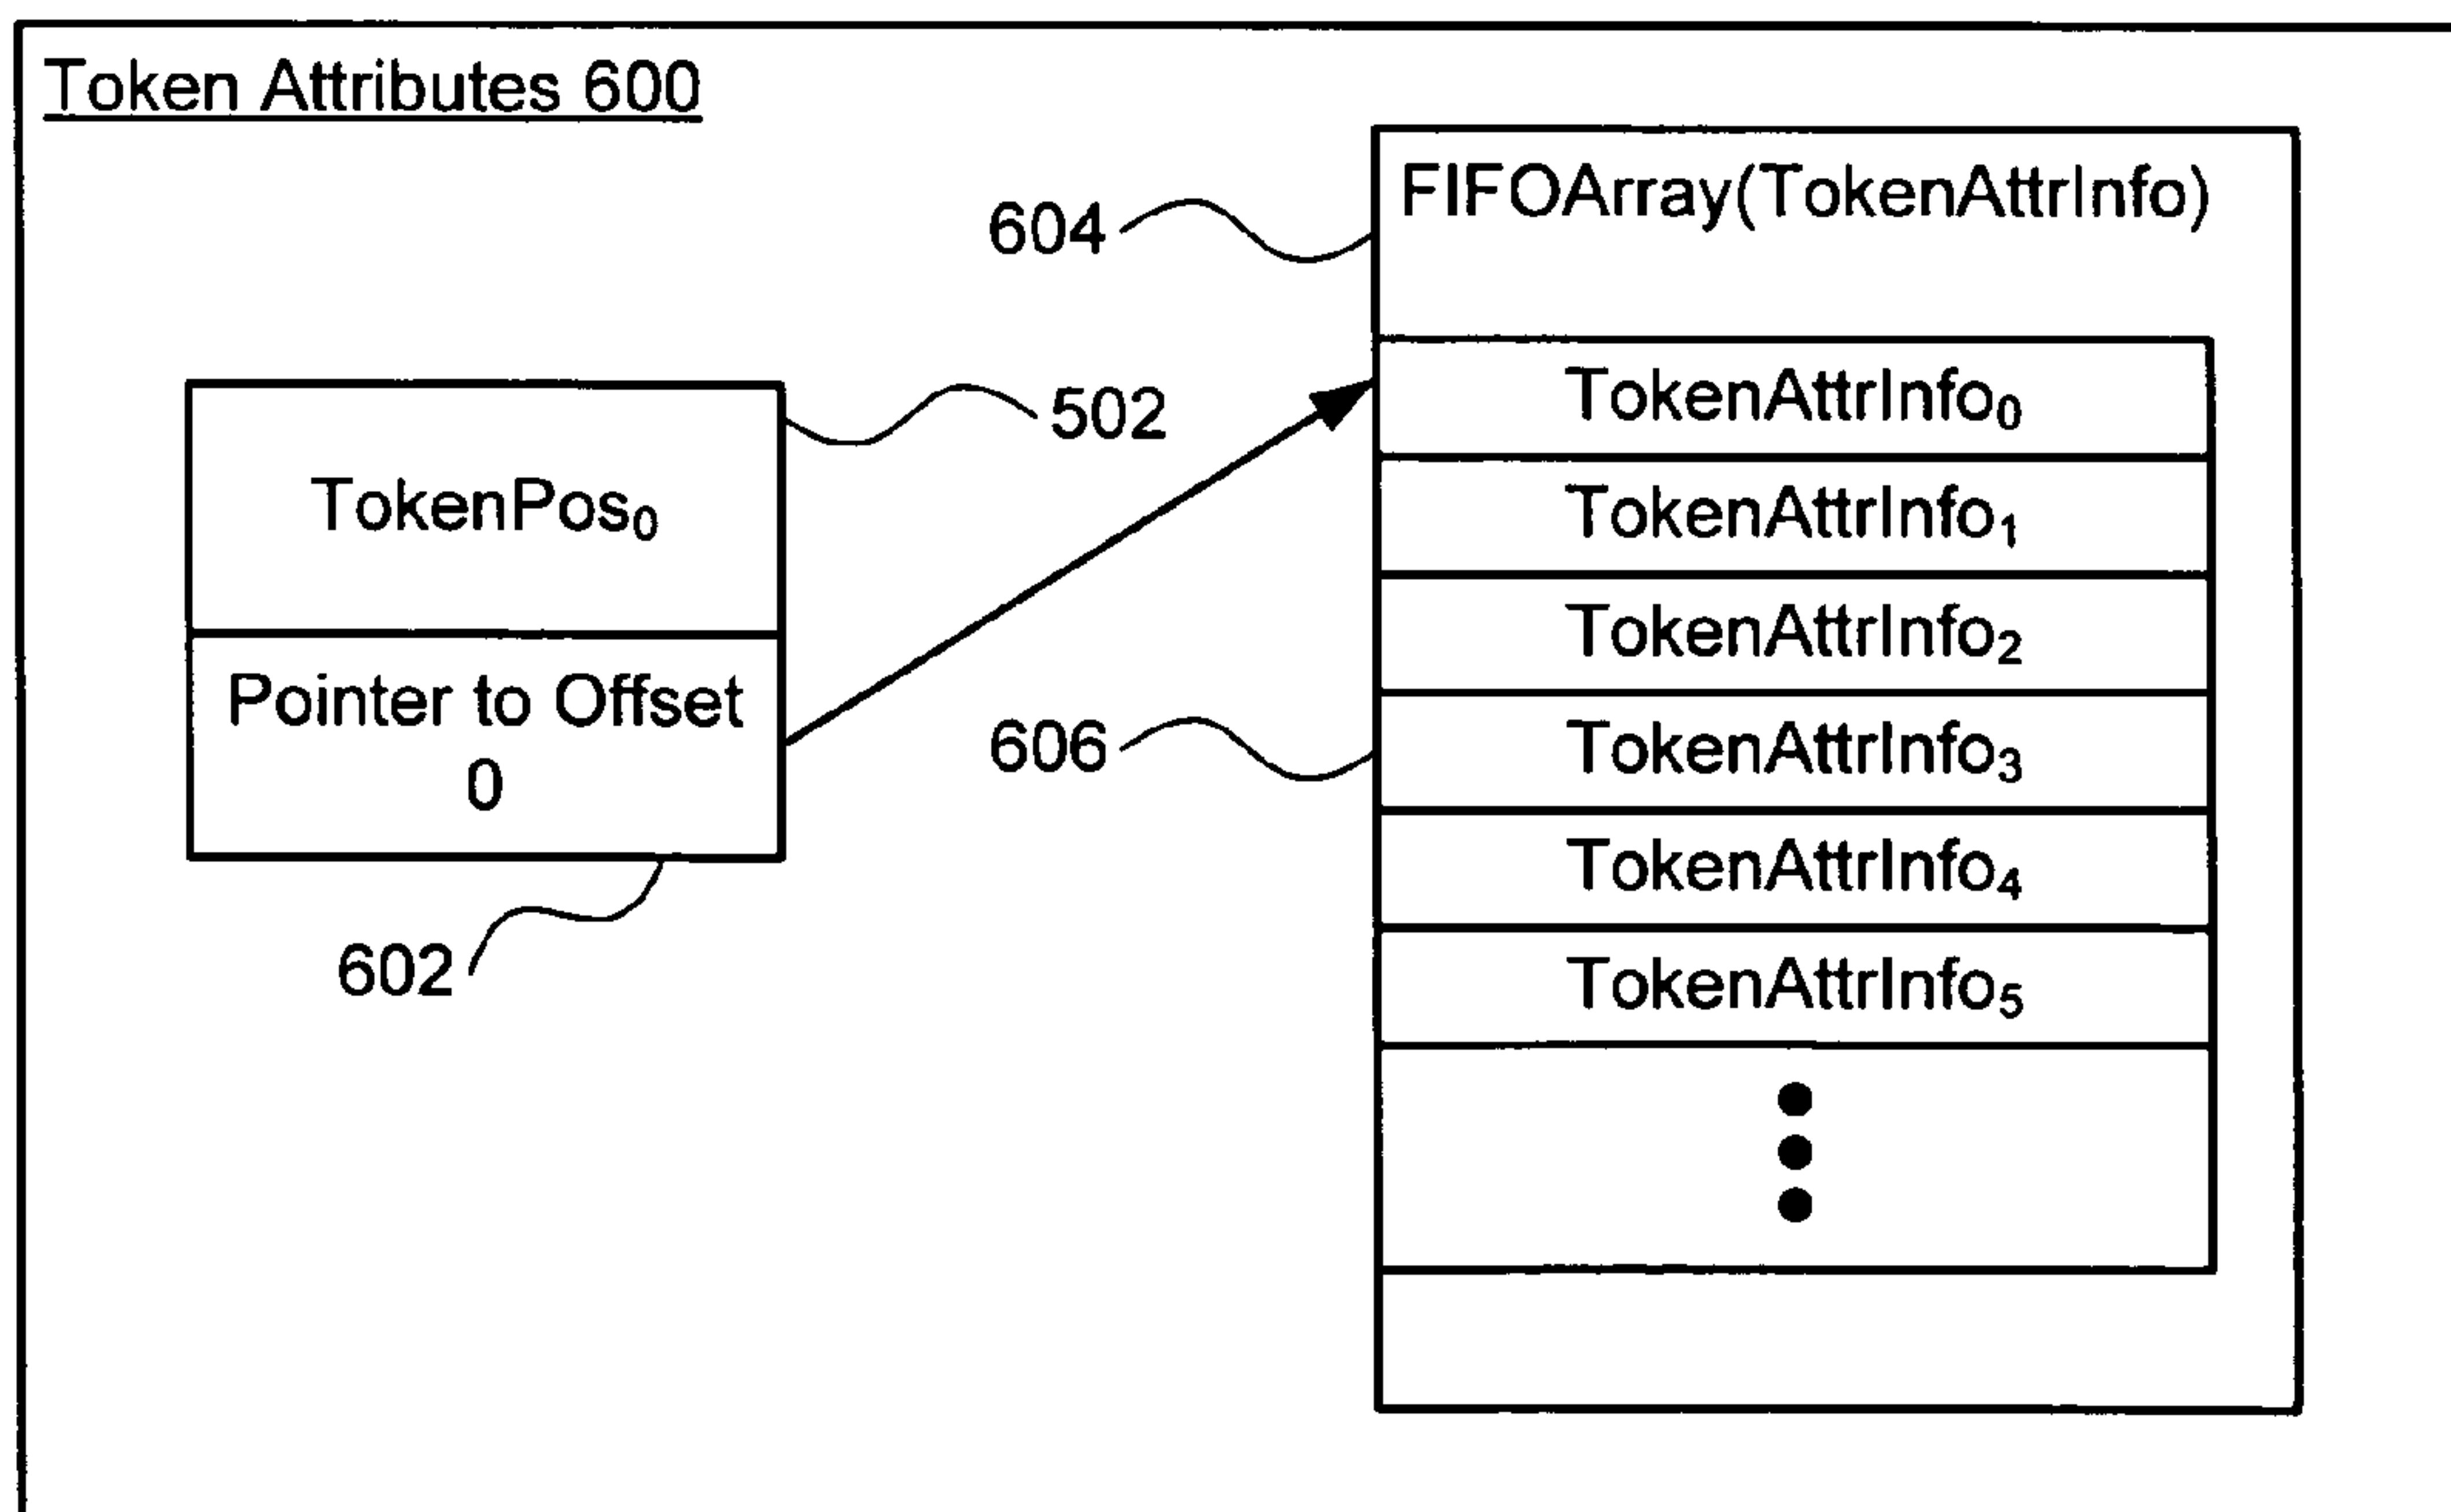 Token Attributes 600
FIFOArray(TokenAttrInfo)
604
502
TokenPos₀
Pointer to Offset
0
602
606
TokenAttrInfo₀
TokenAttrInfo₁
TokenAttrInfo₂
TokenAttrInfo₃
TokenAttrInfo₄
TokenAttrInfo₅